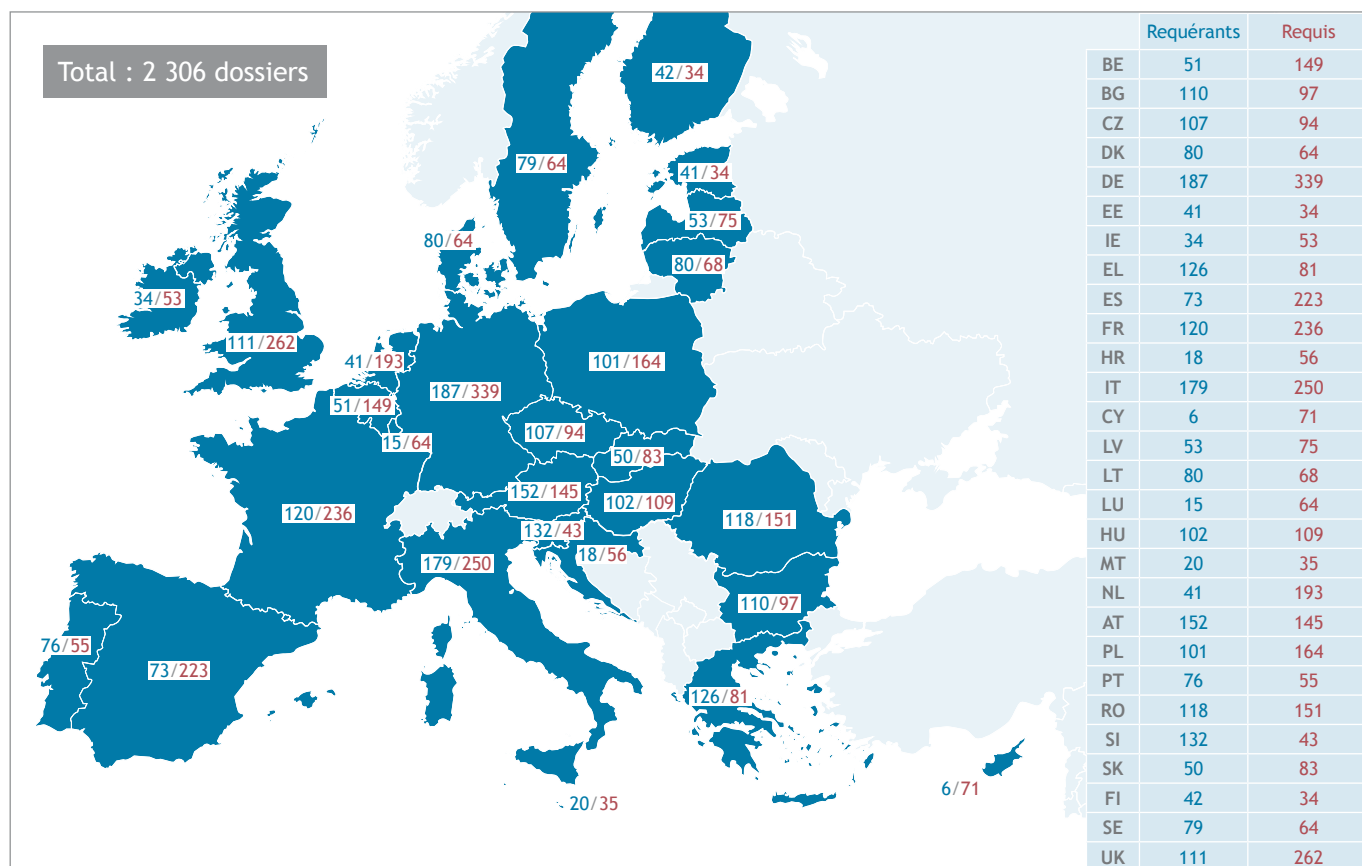 Total : 2 306 dossiers
42/34
79/64
41/34
53/75
80/64
80/68
34/53
111/262
41/193
101/164
187/339
51/149
107/94
15/64
50/83
152/145
102/109
120/236
118/151
132/43
18/56
179/250
110/97
76/55
73/223
126/81
6/71
20/35
Requérants Requis
BE 51 149
BG 110 97
CZ 107 94
DK 80 64
DE 187 339
EE 41 34
IE 34 53
EL 126 81
ES 73 223
FR 120 236
HR 18 56
IT 179 250
CY 6 71
LV 53 75
LT 80 68
LU 15 64
HU 102 109
MT 20 35
NL 41 193
AT 152 145
PL 101 164
PT 76 55
RO 118 151
SI 132 43
SK 50 83
FI 42 34
SE 79 64
UK 111 262